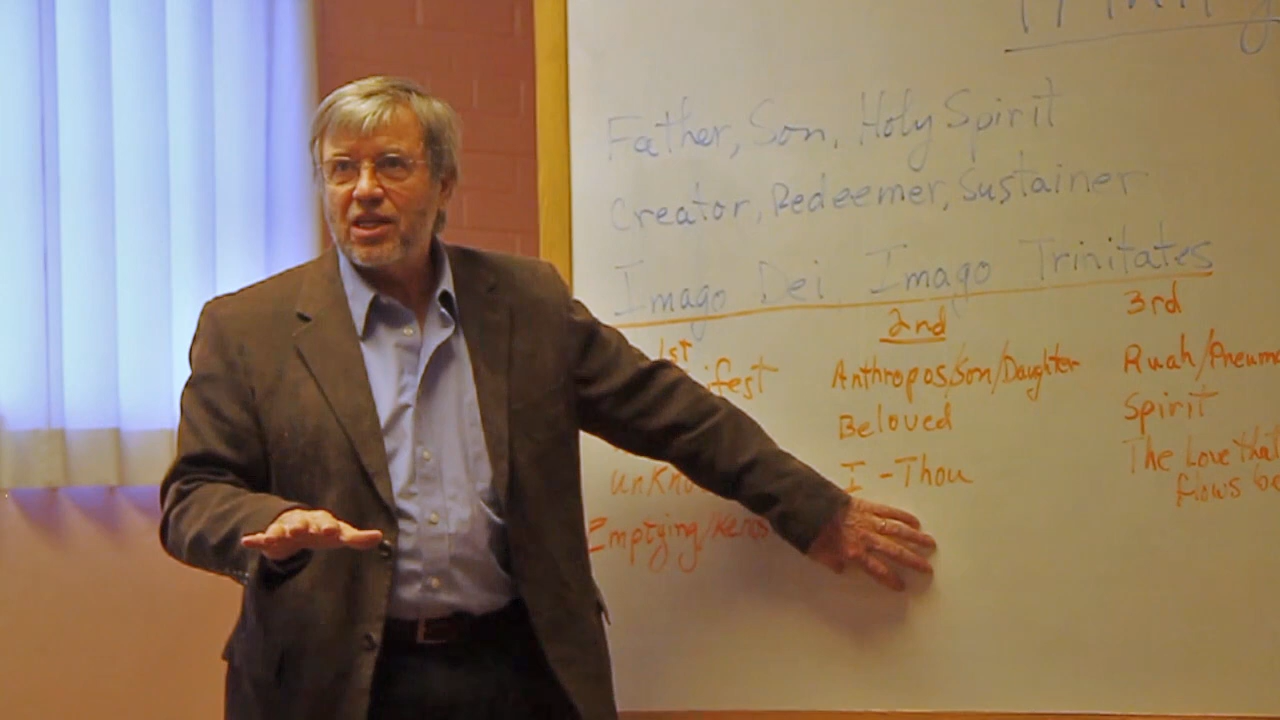 Father, Son, Holy Spirit
Creator, Redeemer, Sustainer
Imago Dei Imago Trinitates
1st 2nd 3rd
Anthropos, Son/Daughter Ruah/Pneuma
Beloved Spirit
I-Thou The Love that
flows
Emptying/